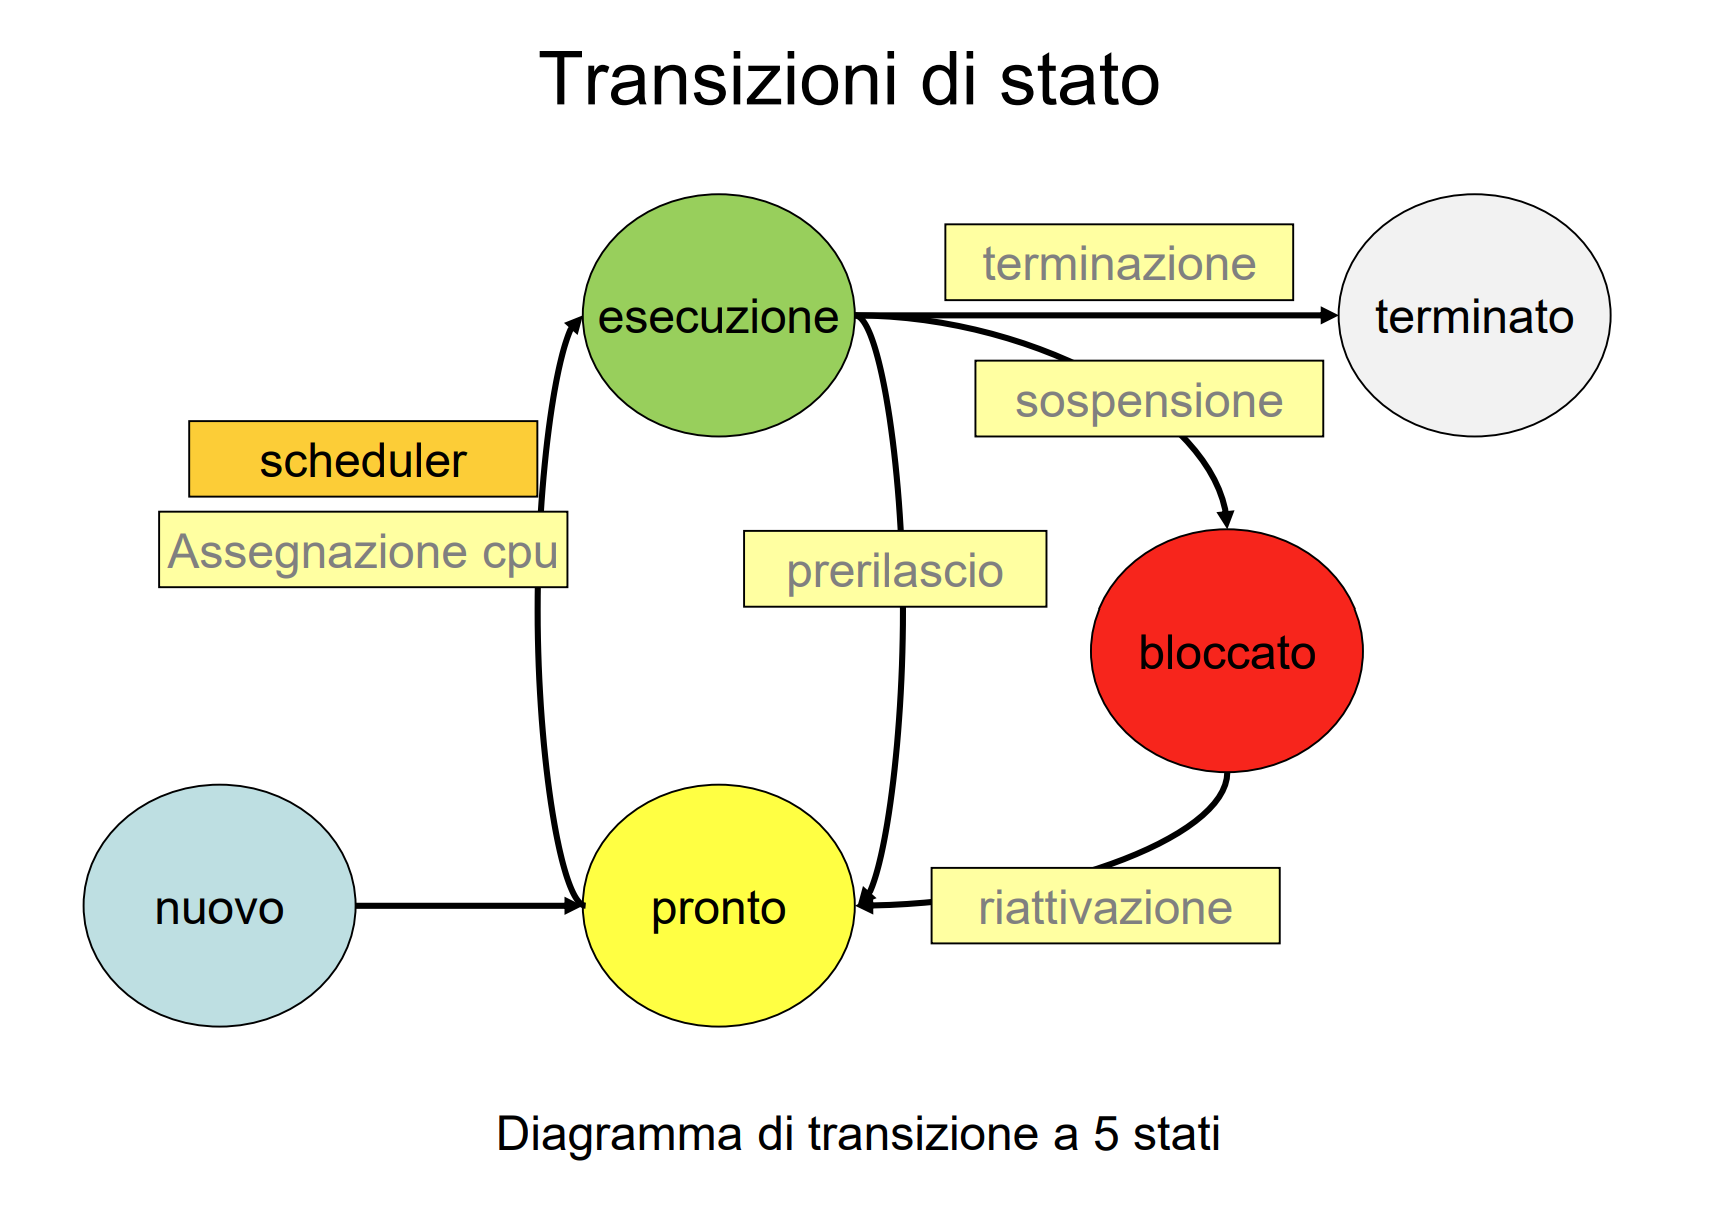 Transizioni di stato
esecuzione
terminazione
terminato
sospensione
scheduler
Assegnazione cpu
prerilascio
bloccato
nuovo
pronto
riattivazione
Diagramma di transizione a 5 stati